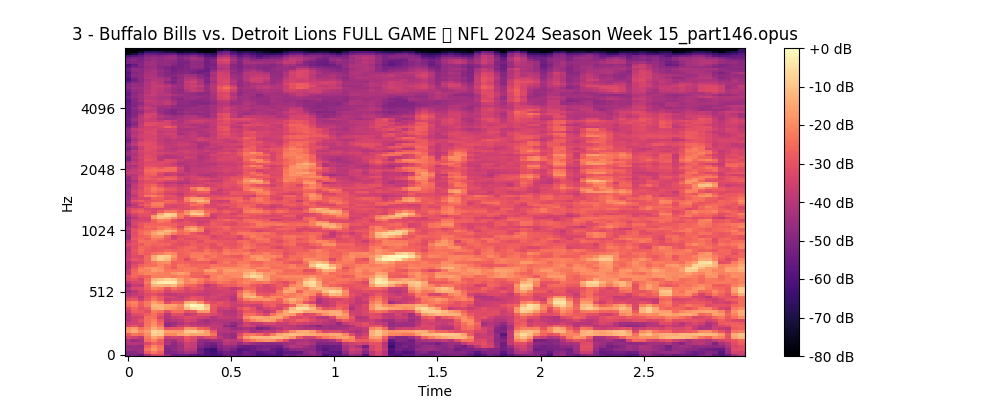 3 - Buffalo Bills vs. Detroit Lions FULL GAME ▯ NFL 2024 Season Week 15_part146.opus
+0 dB
-10 dB
-20 dB
-30 dB
-40 dB
-50 dB
-60 dB
-70 dB
-80 dB
4096
2048
1024
512
0
Hz
0
0.5
1
1.5
2
2.5
Time